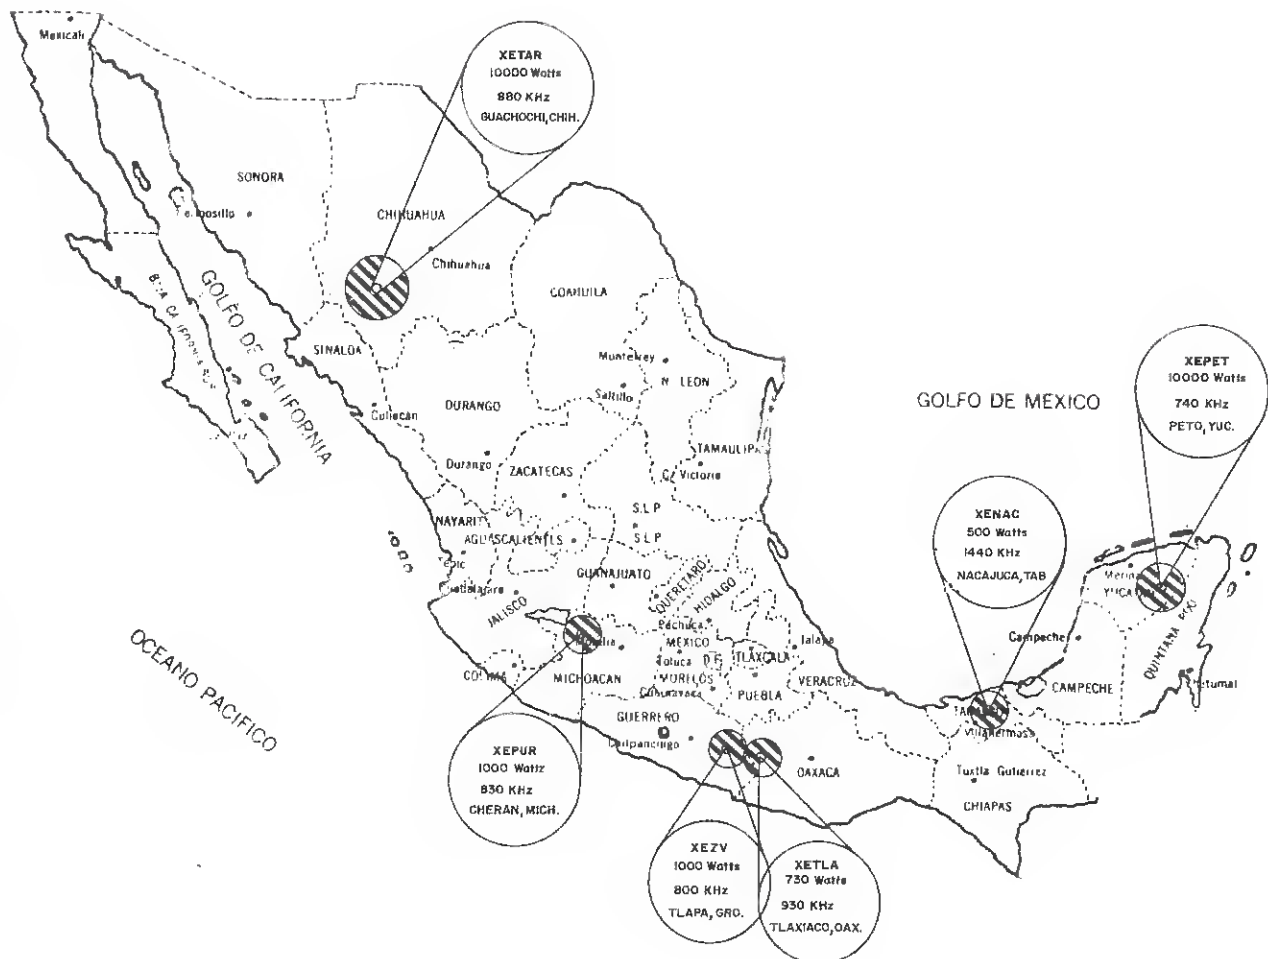 Mexicali
XETAR
10000 Watts
880 KHz
GUACHOCHI, CHIH.
SONORA
CHIHUAHUA
Chihuahua
GOLFO DE CALIFORNIA
COAHUILA
SINALOA
Monterrey
N. LEON
Saltillo
DURANGO
Culiacán
GOLFO DE MEXICO
XEPET
10000 Watts
740 KHz
PETO, YUC.
TAMAULIPAS
Durango
ZACATECAS
Cd. Victoria
S.L.P
S.L.P
NAYARIT
AGUASCALIENTES
XENAC
500 Watts
1440 KHz
NACAJUCA, TAB
GUANAJUATO
QUERETARO
HIDALGO
Guadalajara
JALISCO
YUCATAN
QUINTANA ROO
Pachuca
MEXICO
Jalapa
Campeche
Morelia
Toluca
D.F.
TLAXCALA
COLIMA
MICHOACAN
MORELOS
Cuernavaca
PUEBLA
VERACRUZ
CAMPECHE
Chetumal
OCEANO PACIFICO
GUERRERO
Chilpancingo
Villahermosa
OAXACA
Tuxtla Gutiérrez
CHIAPAS
XEPUR
1000 Watts
830 KHz
CHERAN, MICH.
XEZV
1000 Watts
800 KHz
TLAPA, GRO.
XETLA
730 Watts
930 KHz
TLAXIACO, OAX.